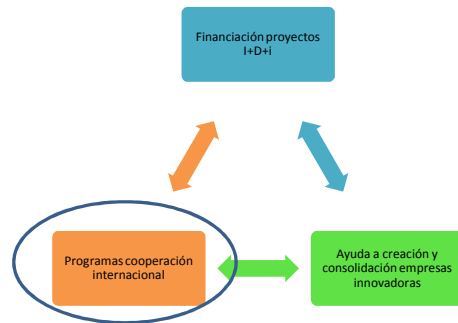 Financiación proyectos
I+D+i
Programas cooperación
internacional
Ayuda a creación y
consolidación empresas
innovadoras